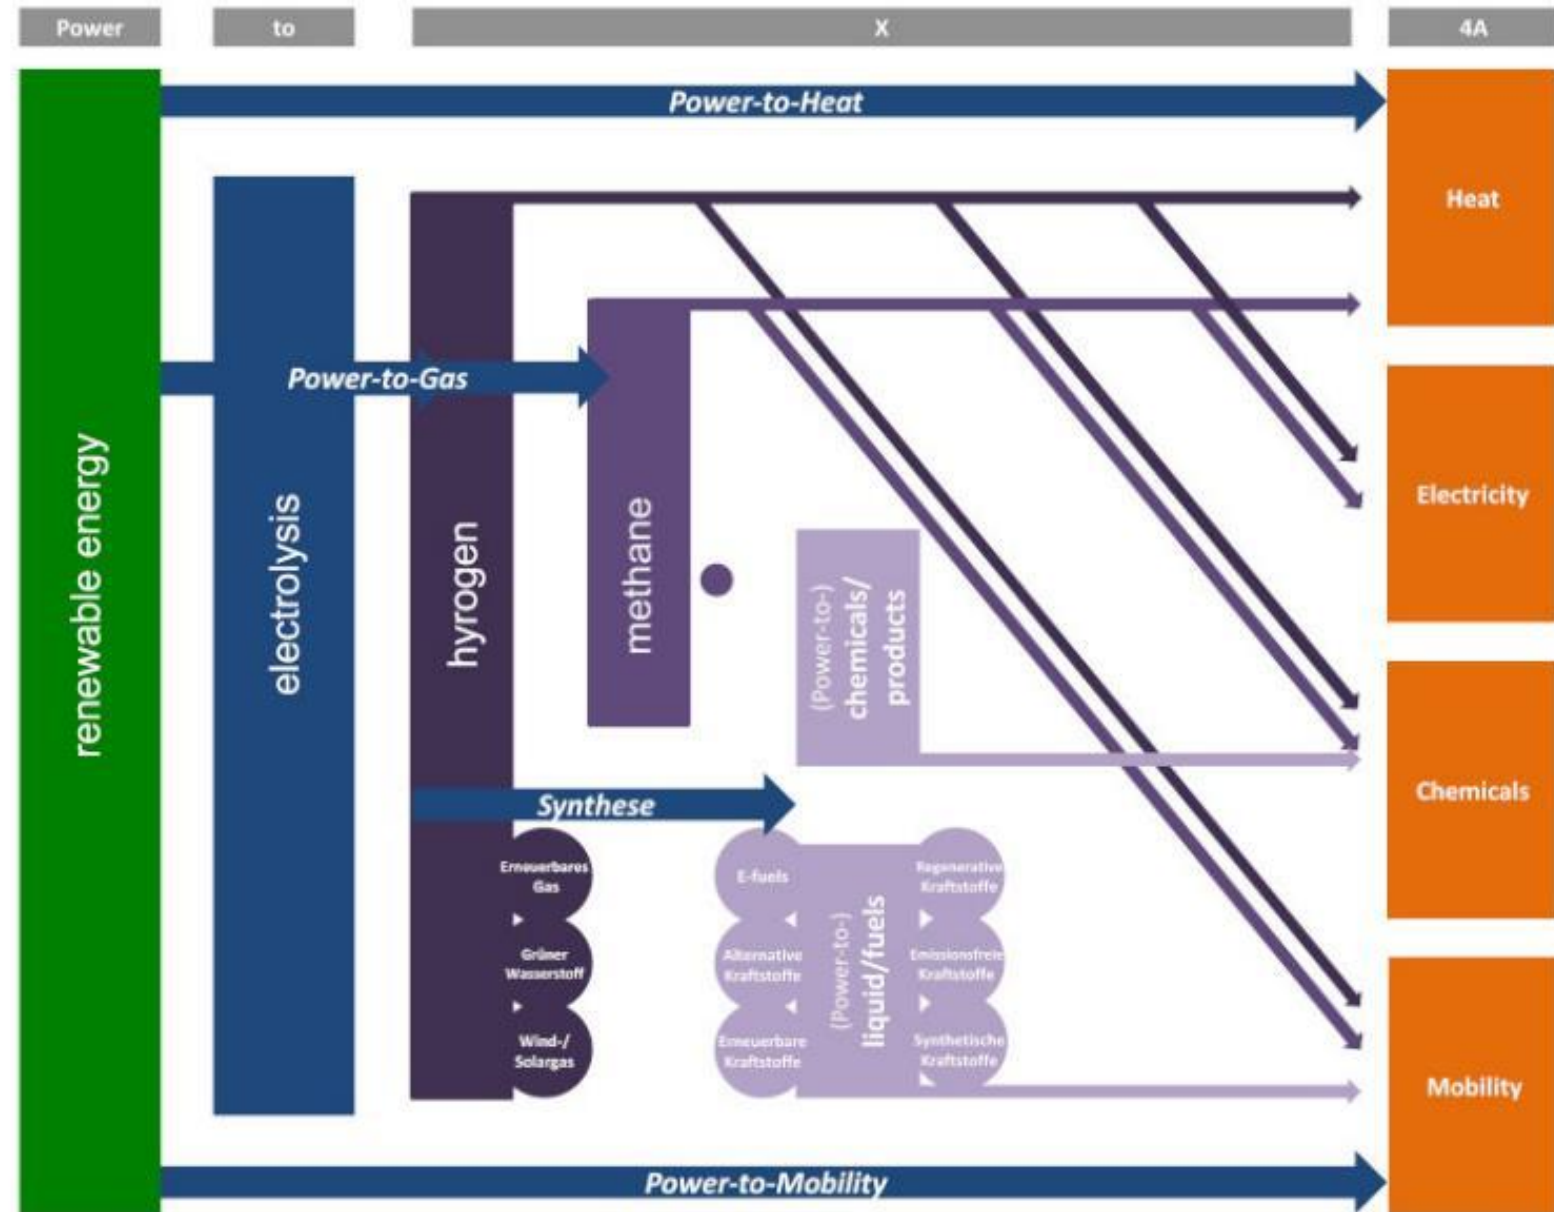 Power
to
X
4A
Power-to-Heat
Heat
Power-to-Gas
renewable energy
electrolysis
hyrogen
methane
(Power-to-)
chemicals/
products
Electricity
Chemicals
Synthese
Erneuerbares
Gas
Grüner
Wasserstoff
Wind-/
Solargas
E-fuels
Alternative
Kraftstoffe
Erneuerbare
Kraftstoffe
(Power-to-)
liquid/fuels
Regenerative
Kraftstoffe
Emissionsfreie
Kraftstoffe
Synthetische
Kraftstoffe
Mobility
Power-to-Mobility